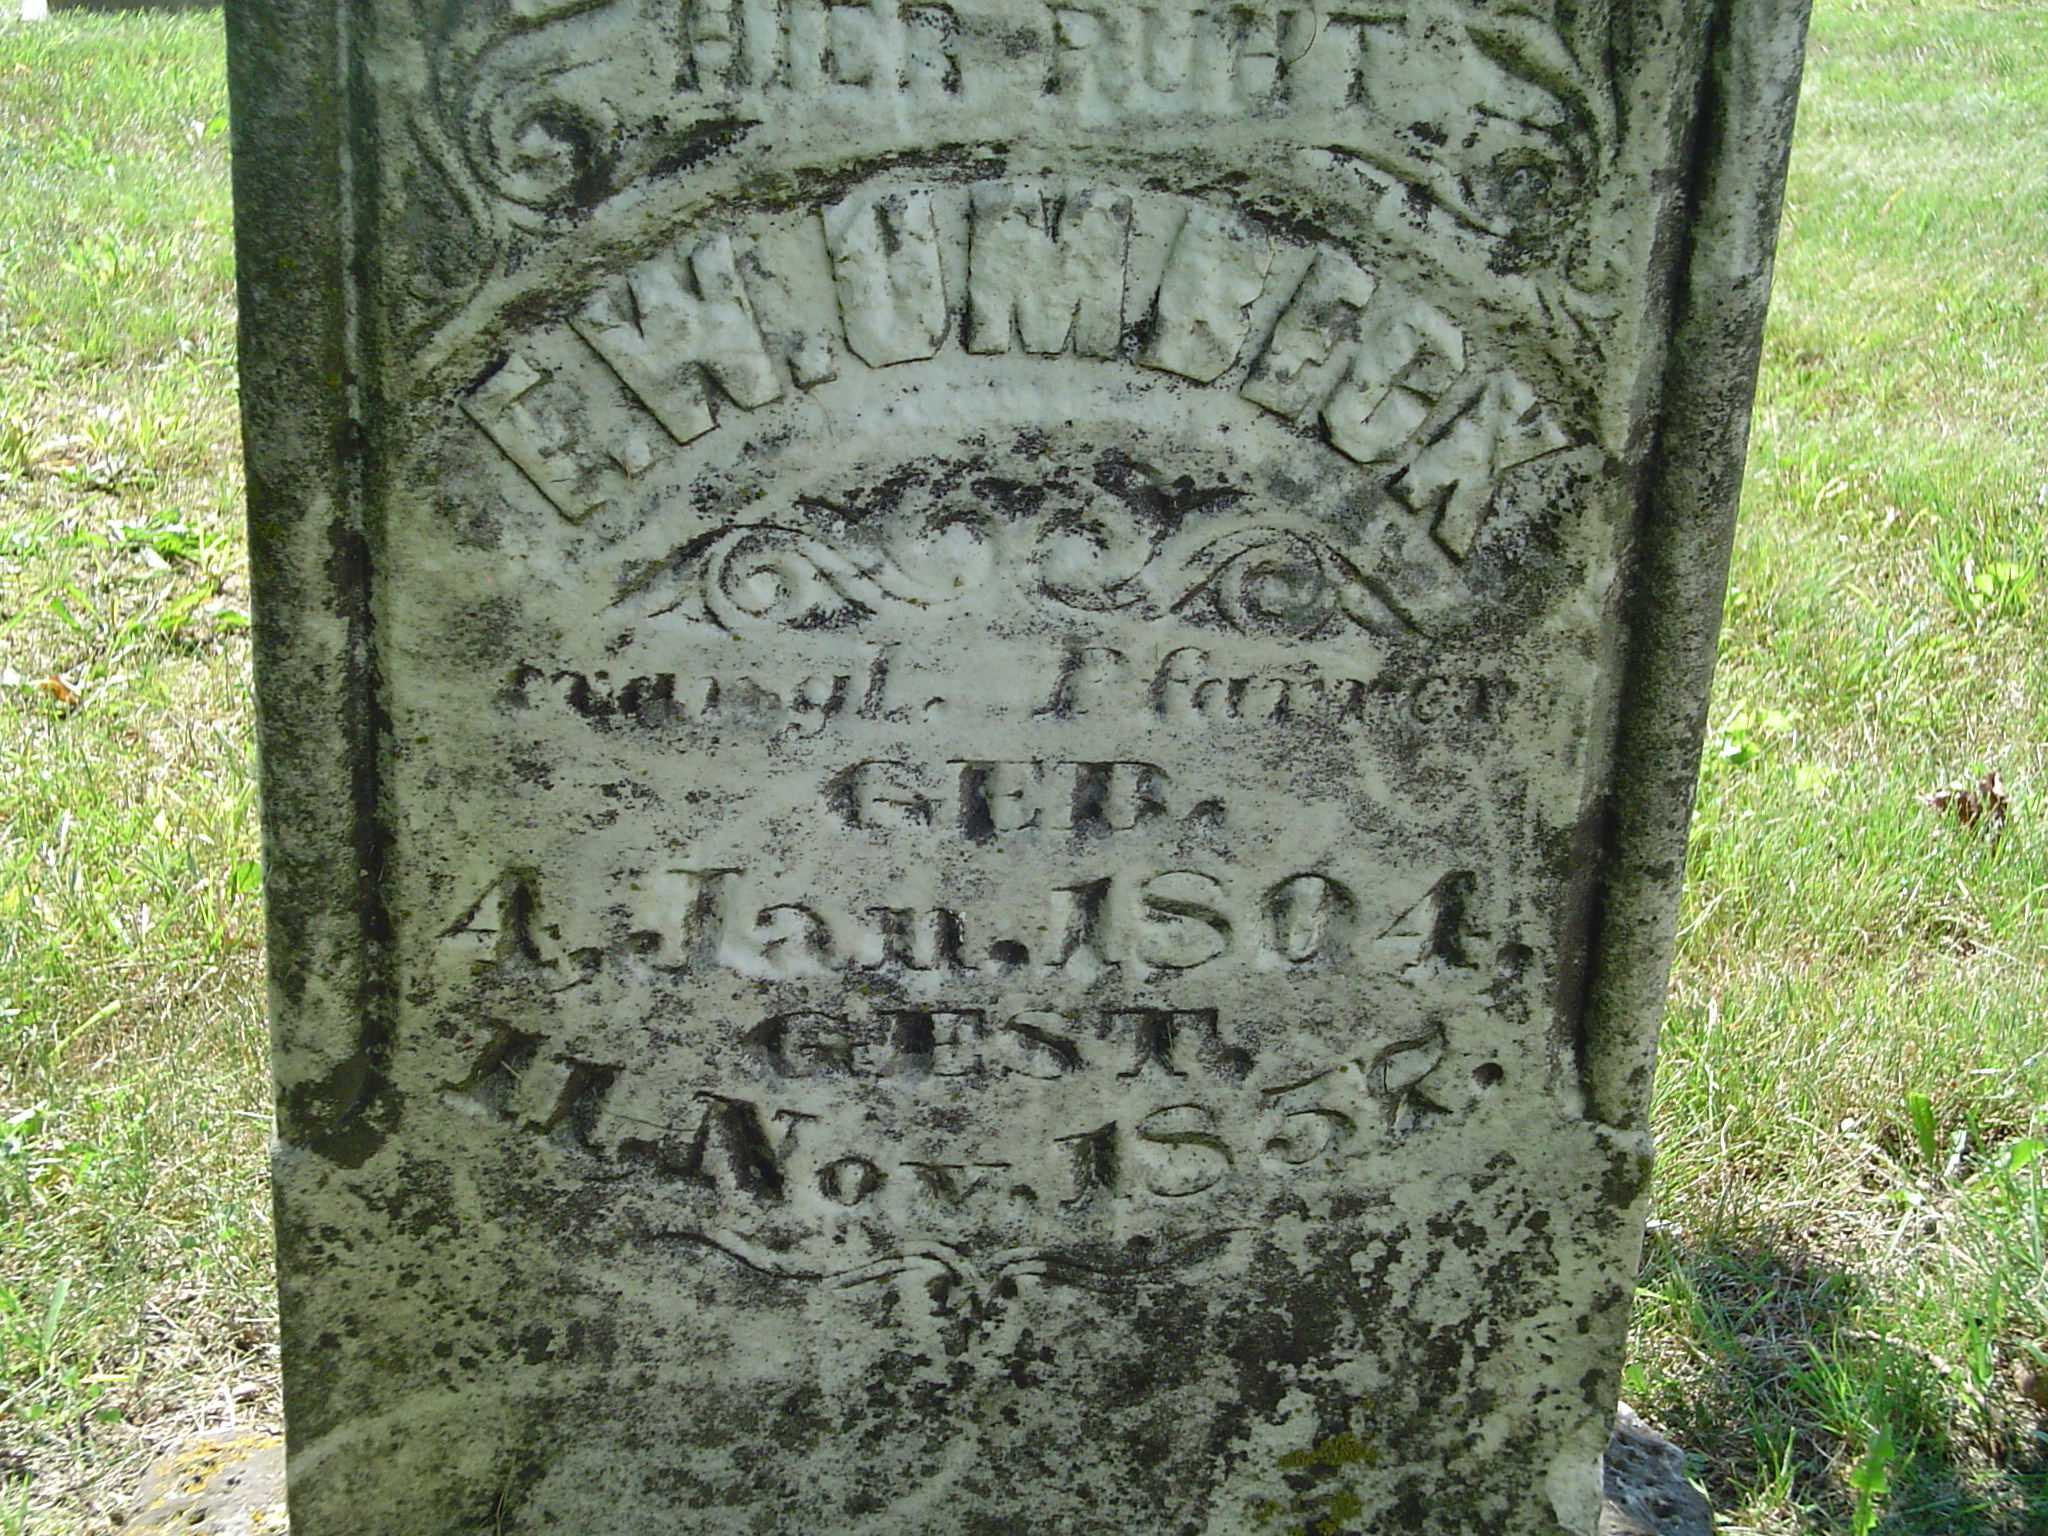 HIER RUHT
E. W. UMBECK
evangl. Pfarrer
GEB.
4. Jan. 1804.
GEST.
11. Nov.